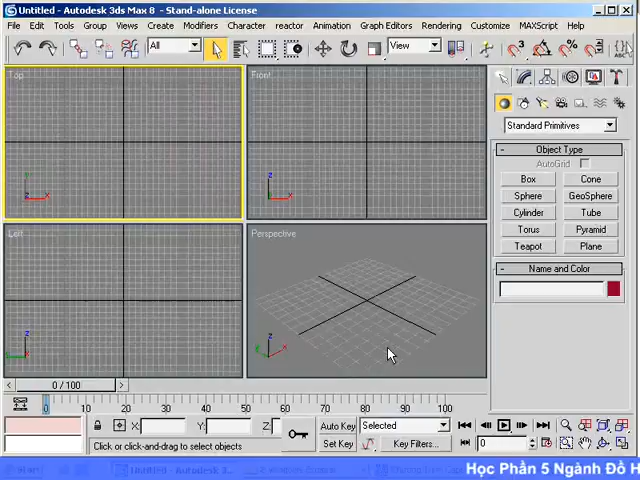 Untitled - Autodesk 3ds Max 8 - Stand-alone License
File Edit Tools Group Views Create Modifiers Character reactor Animation Graph Editors Rendering Customize MAXScript Help
All View
Top Front
Left Perspective
Standard Primitives
- Object Type
AutoGrid
Box Cone
Sphere GeoSphere
Cylinder Tube
Torus Pyramid
Teapot Plane
- Name and Color
z x
z x
z x
z x
< 0 / 100 >
0 10 20 30 40 50 60 70 80 90 100
X: Y: Z: Auto Key Selected
Click or click-and-drag to select objects Set Key Key Filters... 0
Học Phần 5 Ngành Đồ H